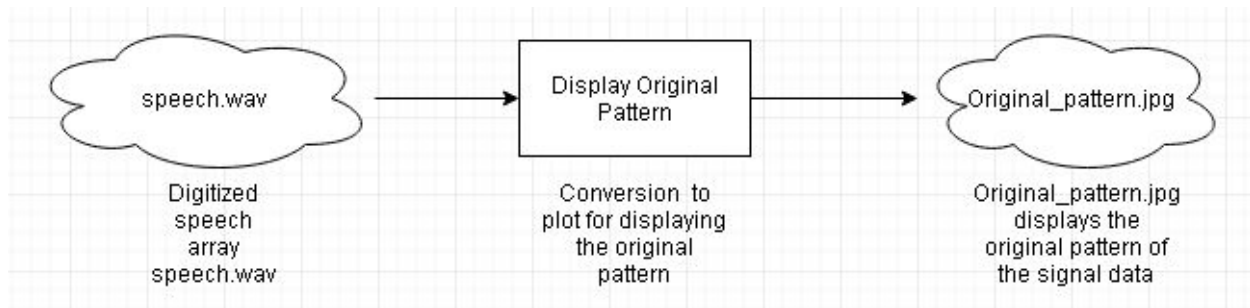 speech.wav
Display Original
Pattern
Original_pattern.jpg
Digitized
speech
array
speech.wav
Conversion to
plot for displaying
the original
pattern
Original_pattern.jpg
displays the
original pattern of
the signal data